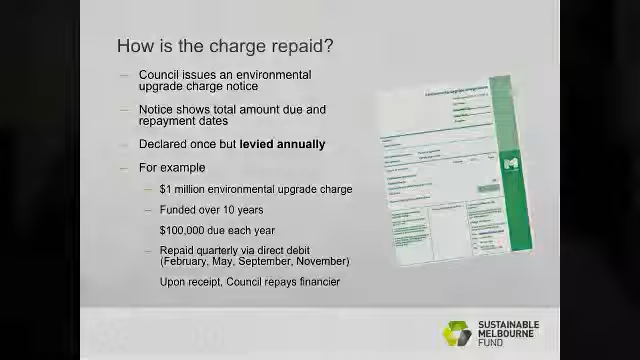 How is the charge repaid?
– Council issues an environmental
upgrade charge notice
– Notice shows total amount due and
repayment dates
– Declared once but levied annually
– For example
– $1 million environmental upgrade charge
– Funded over 10 years
$100,000 due each year
– Repaid quarterly via direct debit
(February, May, September, November)
Upon receipt, Council repays financier
SUSTAINABLE
MELBOURNE
FUND